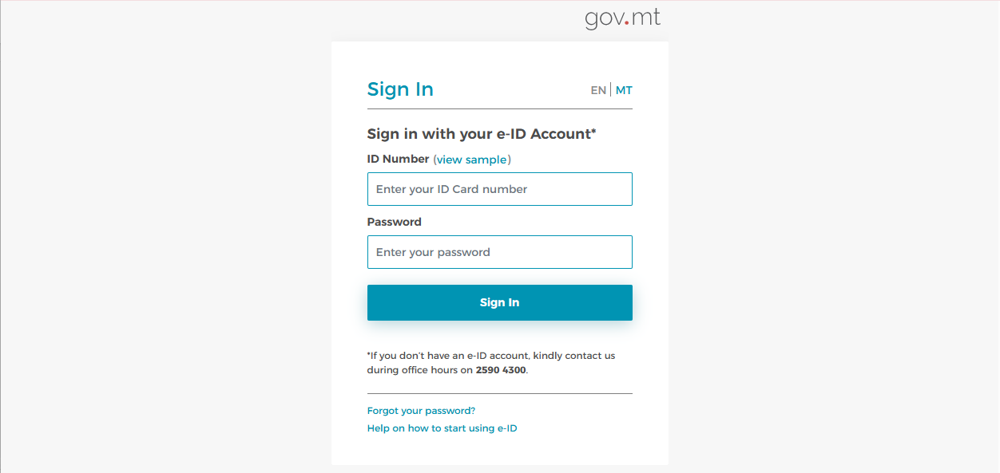 gov.mt
Sign In
EN | MT
Sign in with your e-ID Account*
ID Number (view sample)
Enter your ID Card number
Password
Enter your password
Sign In
*If you don't have an e-ID account, kindly contact us
during office hours on 2590 4300.
Forgot your password?
Help on how to start using e-ID